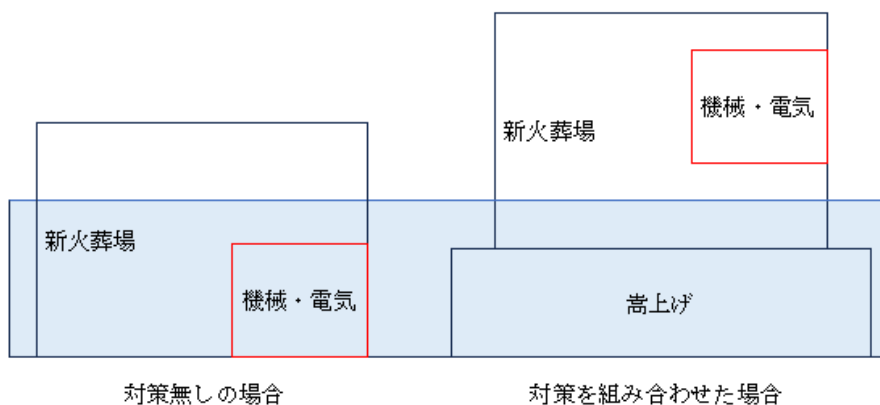 新火葬場
機械・電気
対策無しの場合
新火葬場
機械・電気
嵩上げ
対策を組み合わせた場合